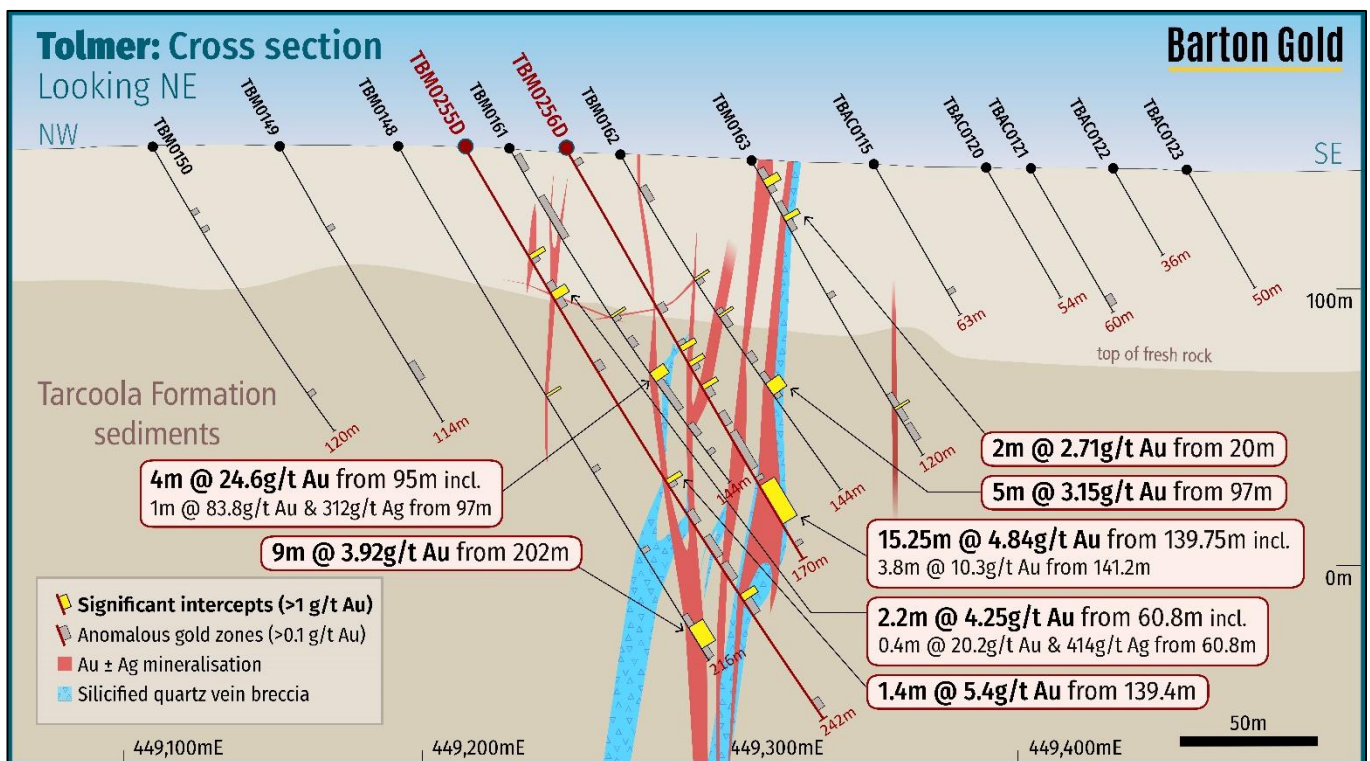 Tolmer: Cross section
Looking NE
Barton Gold
NW
SE
TBM0150
TBM0149
TBM0148
TBM0255D
TBM0161
TBM0256D
TBM0162
TBM0163
TBAC0115
TBAC0120
TBAC0121
TBAC0122
TBAC0123
36m
50m
54m
63m
60m
100m
top of fresh rock
Tarcoola Formation
sediments
120m
114m
120m
144m
144m
170m
216m
242m
2m @ 2.71g/t Au from 20m
5m @ 3.15g/t Au from 97m
4m @ 24.6g/t Au from 95m incl.
1m @ 83.8g/t Au & 312g/t Ag from 97m
9m @ 3.92g/t Au from 202m
15.25m @ 4.84g/t Au from 139.75m incl.
3.8m @ 10.3g/t Au from 141.2m
0m
2.2m @ 4.25g/t Au from 60.8m incl.
0.4m @ 20.2g/t Au & 414g/t Ag from 60.8m
1.4m @ 5.4g/t Au from 139.4m
Significant intercepts (>1 g/t Au)
Anomalous gold zones (>0.1 g/t Au)
Au ± Ag mineralisation
Silicified quartz vein breccia
50m
449,100mE
449,200mE
449,300mE
449,400mE